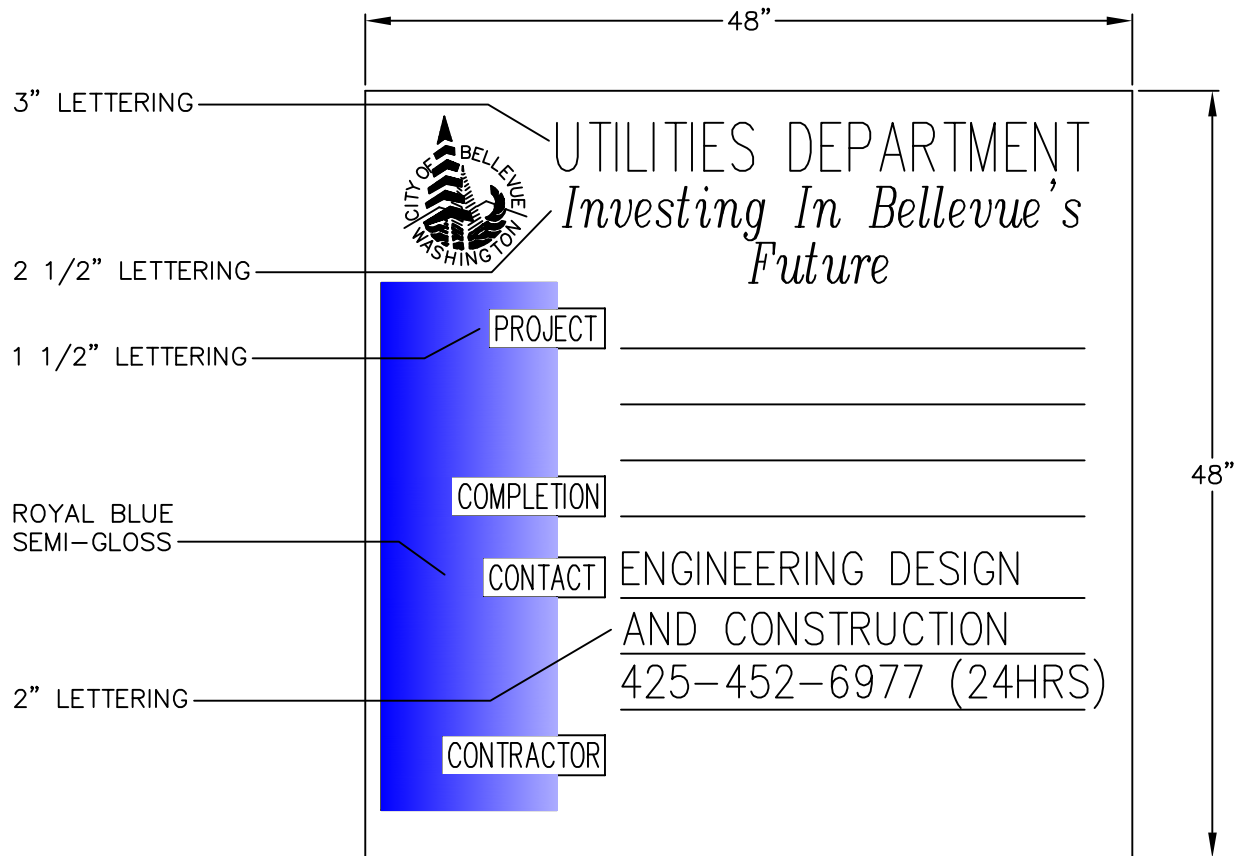 48”
3” LETTERING
UTILITIES DEPARTMENT
CITY OF BELLEVUE
WASHINGTON
Investing In Bellevue's
Future
2 1/2” LETTERING
PROJECT
1 1/2” LETTERING
48”
COMPLETION
ROYAL BLUE
SEMI-GLOSS
CONTACT ENGINEERING DESIGN
AND CONSTRUCTION
425-452-6977 (24HRS)
2” LETTERING
CONTRACTOR